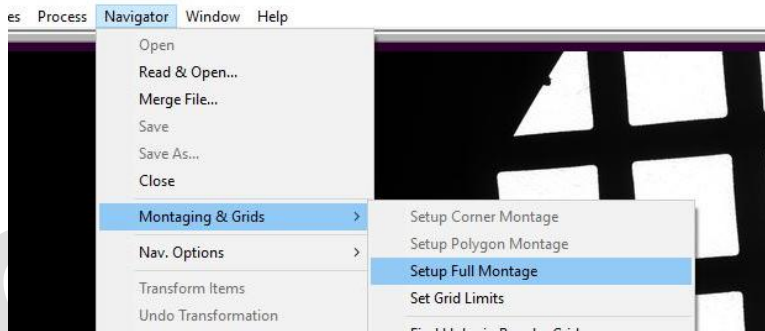 es Process Navigator Window Help
Open
Read & Open...
Merge File...
Save
Save As...
Close
Montaging & Grids
Nav. Options
Transform Items
Undo Transformation
Setup Corner Montage
Setup Polygon Montage
Setup Full Montage
Set Grid Limits